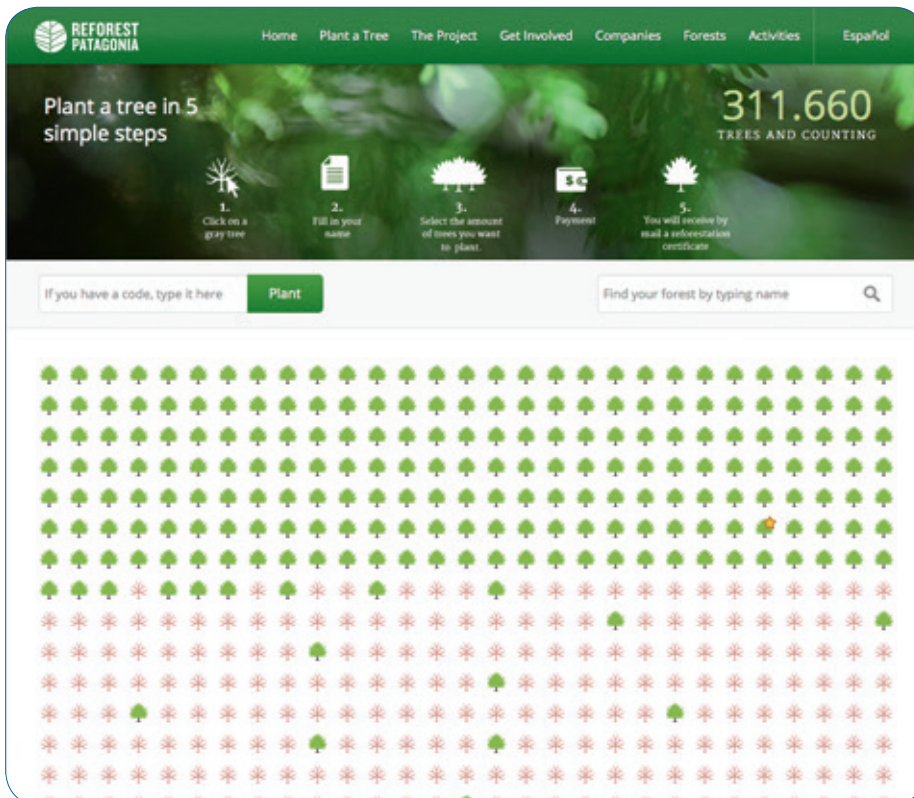 REFOREST
PATAGONIA
Home Plant a Tree The Project Get Involved Companies Forests Activities Español
Plant a tree in 5
simple steps
311.660
TREES AND COUNTING
1.
Click on a
gray tree
2.
Fill in your
name
3.
Select the amount
of trees you want
to plant.
$
4.
Payment
5.
You will receive by
mail a reforestation
certificate
If you have a code, type it here
Plant
Find your forest by typing name